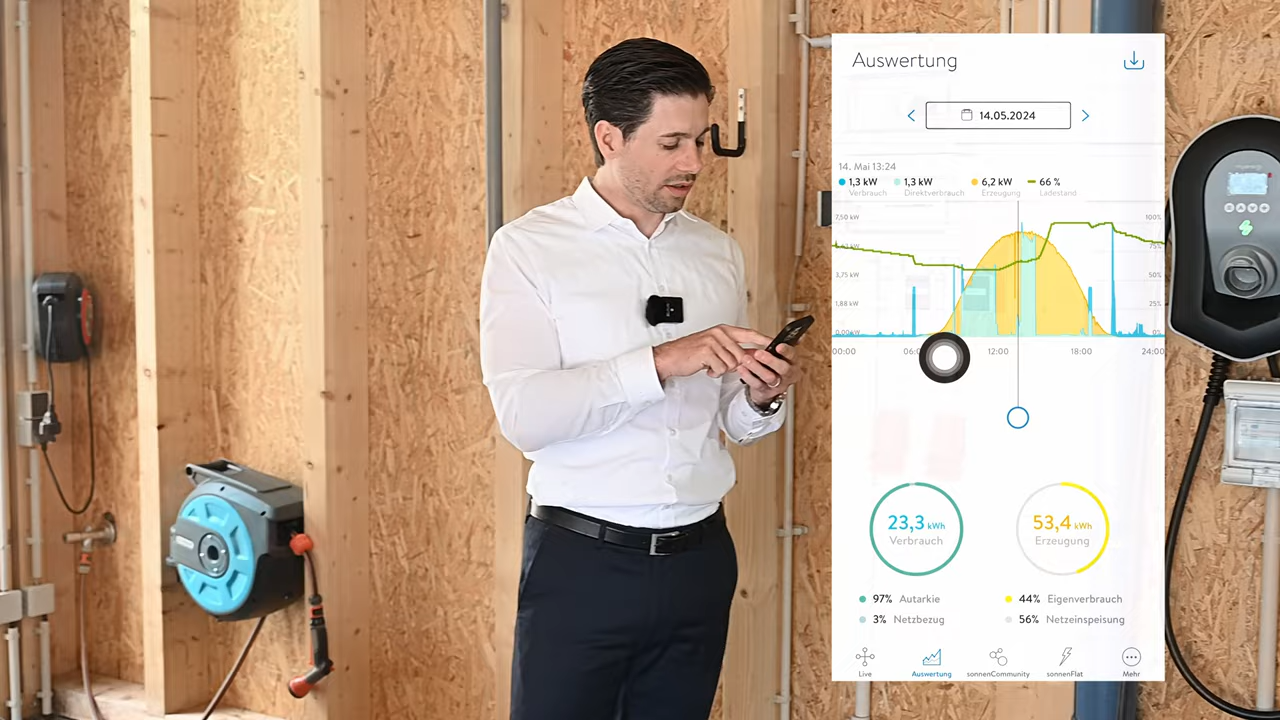 Auswertung
14.05.2024
14. Mai 13:24
1,3 kW 1,3 kW 6,2 kW 66 %
Verbrauch Direktverbrauch Erzeugung Ladestand
7,50 kW 100%
75%
3,75 kW 50%
1,88 kW 25%
0,00 kW 0%
00:00 12:00 18:00 24:00
23,3 kWh
Verbrauch
53,4 kWh
Erzeugung
97% Autarkie
3% Netzbezug
44% Eigenverbrauch
56% Netzeinspeisung
Live Auswertung sonnenCommunity sonnenFlat Mehr